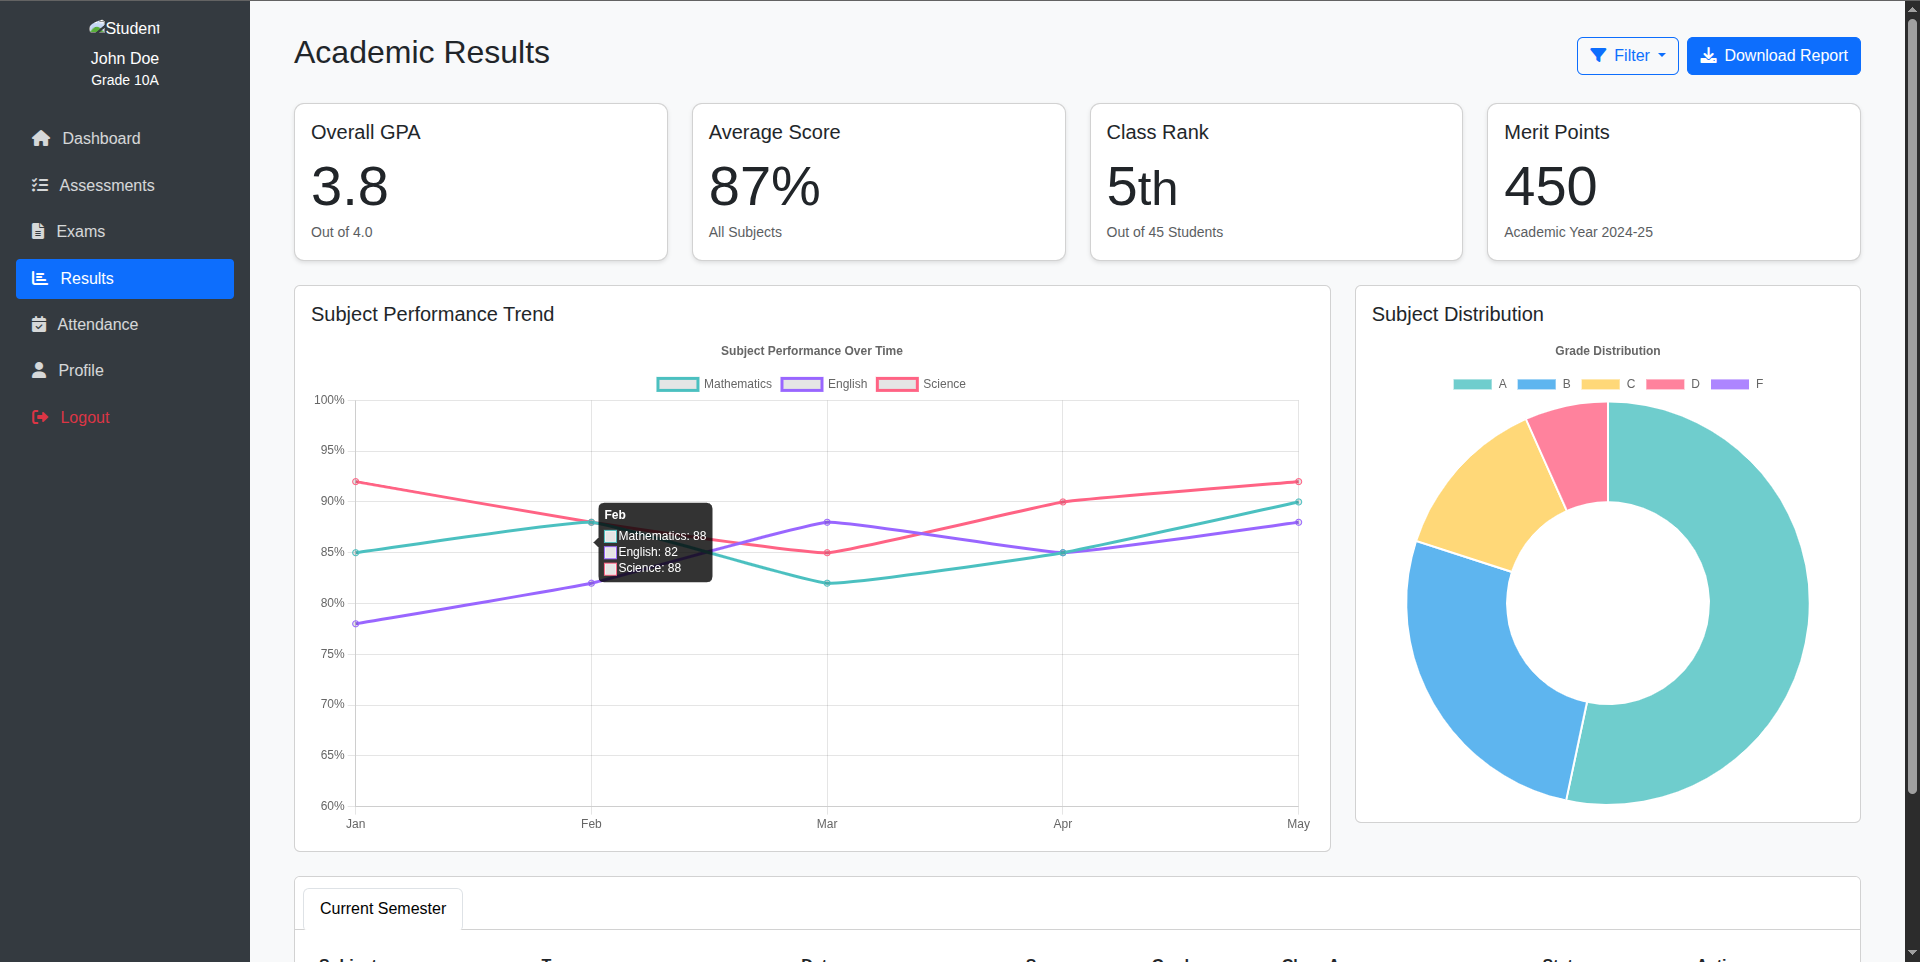 Student
John Doe
Grade 10A
Dashboard
Assessments
Exams
Results
Attendance
Profile
Logout
Academic Results
Filter
Download Report
Overall GPA
3.8
Out of 4.0
Average Score
87%
All Subjects
Class Rank
5th
Out of 45 Students
Merit Points
450
Academic Year 2024-25
Subject Performance Trend
Subject Performance Over Time
Mathematics English Science
100%
95%
90%
85%
80%
75%
70%
65%
60%
Jan Feb Mar Apr May
Feb
Mathematics: 88
English: 82
Science: 88
Subject Distribution
Grade Distribution
A B C D F
Current Semester